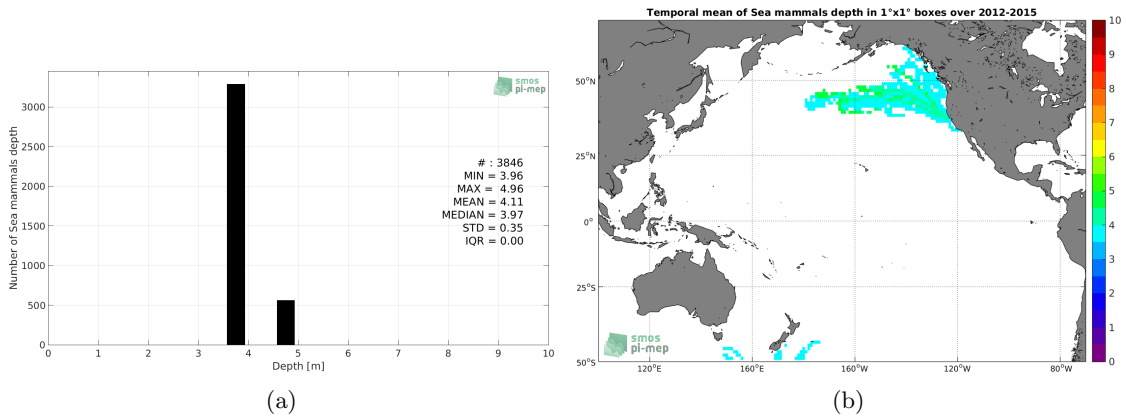 smos
pi-mep
Number of Sea mammals depth
3000
2500
2000
1500
1000
500
0
# : 3846
MIN = 3.96
MAX = 4.96
MEAN = 4.11
MEDIAN = 3.97
STD = 0.35
IQR = 0.00
0 1 2 3 4 5 6 7 8 9 10
Depth [m]
(a)
Temporal mean of Sea mammals depth in 1°x1° boxes over 2012-2015
50°N
25°N
0°
25°S
50°S
120°E 160°E 160°W 120°W 80°W
smos
pi-mep
10
9
8
7
6
5
4
3
2
1
0
(b)